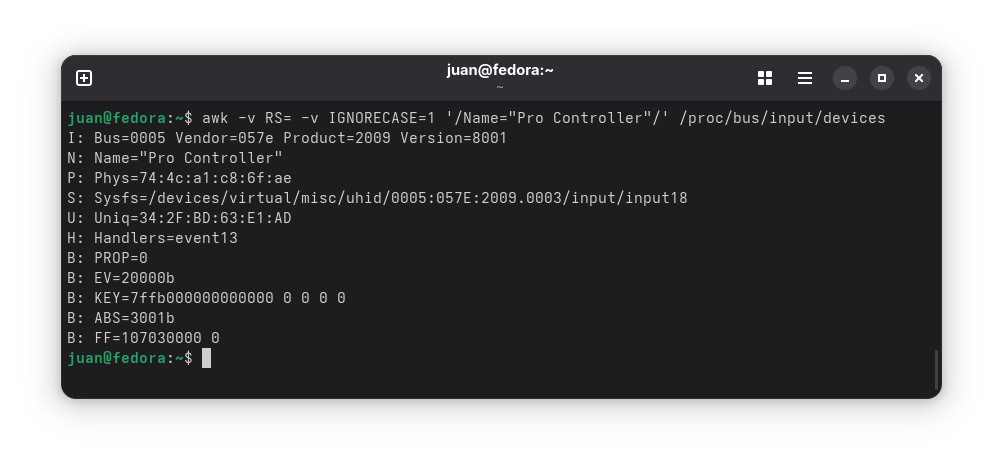 juan@fedora:~
~
juan@fedora:~$ awk -v RS= -v IGNORECASE=1 '/Name="Pro Controller"/' /proc/bus/input/devices
I: Bus=0005 Vendor=057e Product=2009 Version=8001
N: Name="Pro Controller"
P: Phys=74:4c:a1:c8:6f:ae
S: Sysfs=/devices/virtual/misc/uhid/0005:057E:2009.0003/input/input18
U: Uniq=34:2F:BD:63:E1:AD
H: Handlers=event13
B: PROP=0
B: EV=20000b
B: KEY=7ffb000000000000 0 0 0 0
B: ABS=3001b
B: FF=107030000 0
juan@fedora:~$